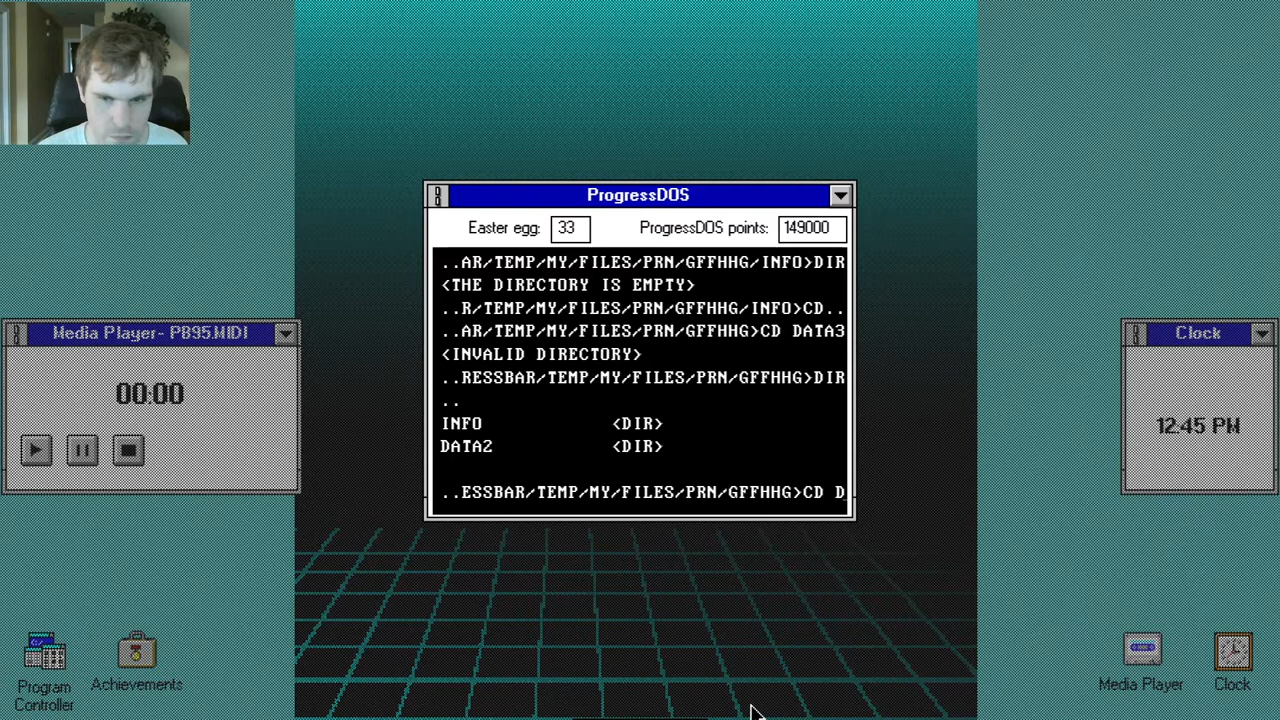 ProgressDOS
Easter egg: 33 ProgressDOS points: 149000
..AR/TEMP/MY/FILES/PRN/GFFHHG/INFO>DIR
<THE DIRECTORY IS EMPTY>
..R/TEMP/MY/FILES/PRN/GFFHHG/INFO>CD..
..AR/TEMP/MY/FILES/PRN/GFFHHG>CD DATA3
<INVALID DIRECTORY>
..RESSBAR/TEMP/MY/FILES/PRN/GFFHHG>DIR
..
INFO <DIR>
DATA2 <DIR>
..ESSBAR/TEMP/MY/FILES/PRN/GFFHHG>CD D_
Media Player- PB95.MIDI
00:00
Clock
12:45 PM
Program
Controller
Achievements
Media Player
Clock